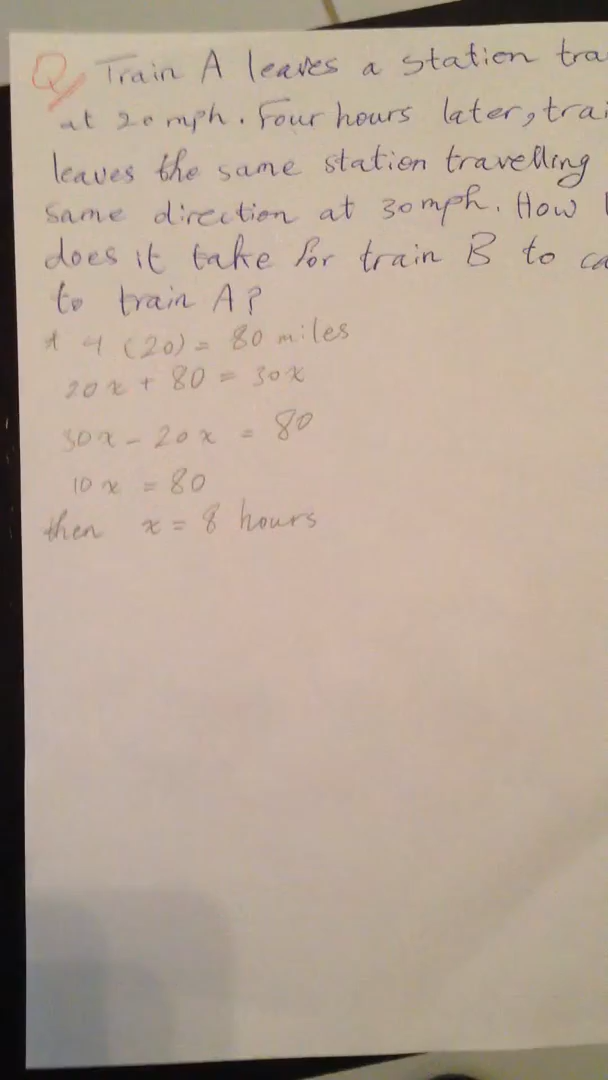 Q Train A leaves a station tra
at 20 mph. Four hours later, trai
leaves the same station travelling
same direction at 30 mph. How
does it take for train B to ca
to train A?
* 4 (20) = 80 miles
20x + 80 = 30x
30x - 20x = 80
10x = 80
then x = 8 hours